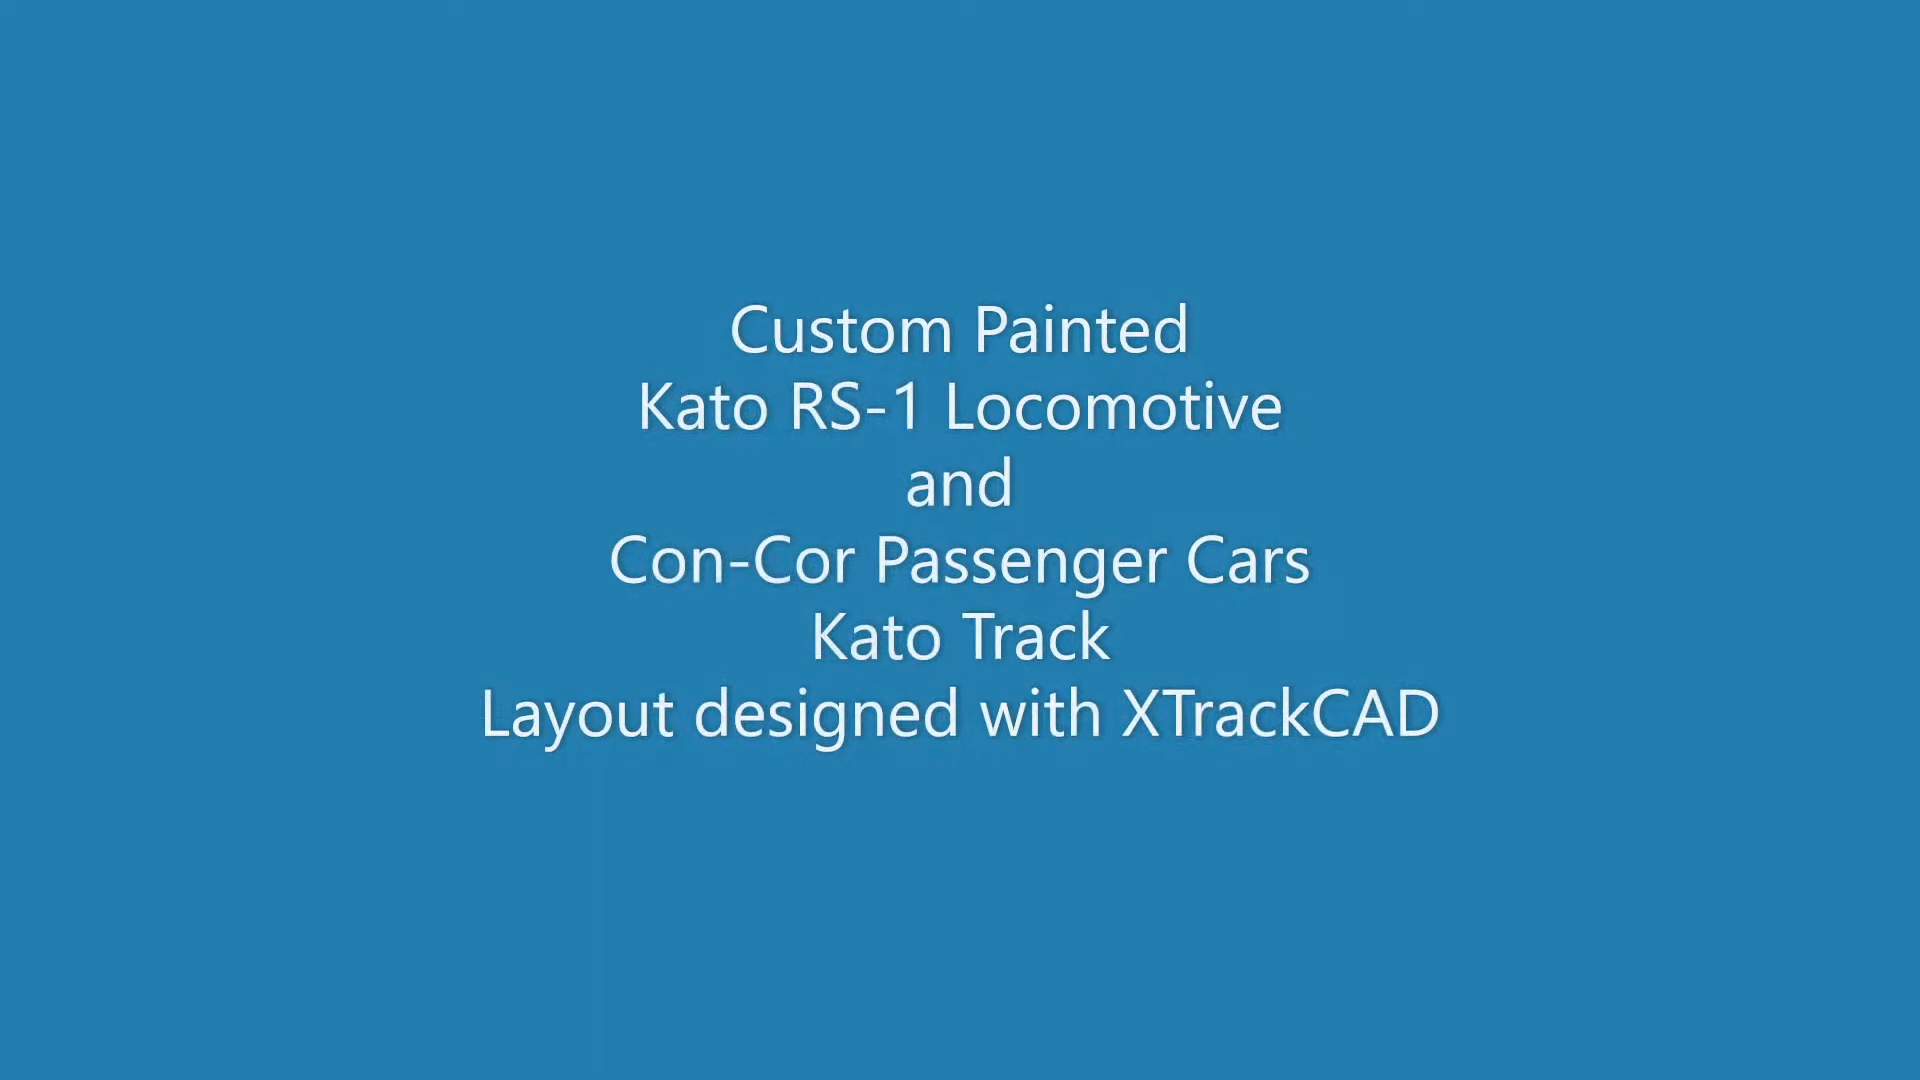 Custom Painted
Kato RS-1 Locomotive
and
Con-Cor Passenger Cars
Kato Track
Layout designed with XTrackCAD